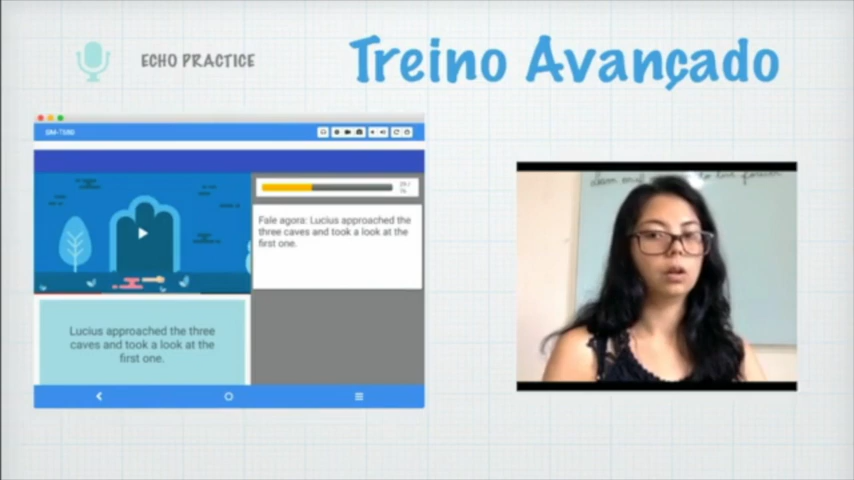 Treino Avançado
ECHO PRACTICE
Fale agora: Lucius approached the
three caves and took a look at the
first one.
Lucius approached the three
caves and took a look at the
first one.